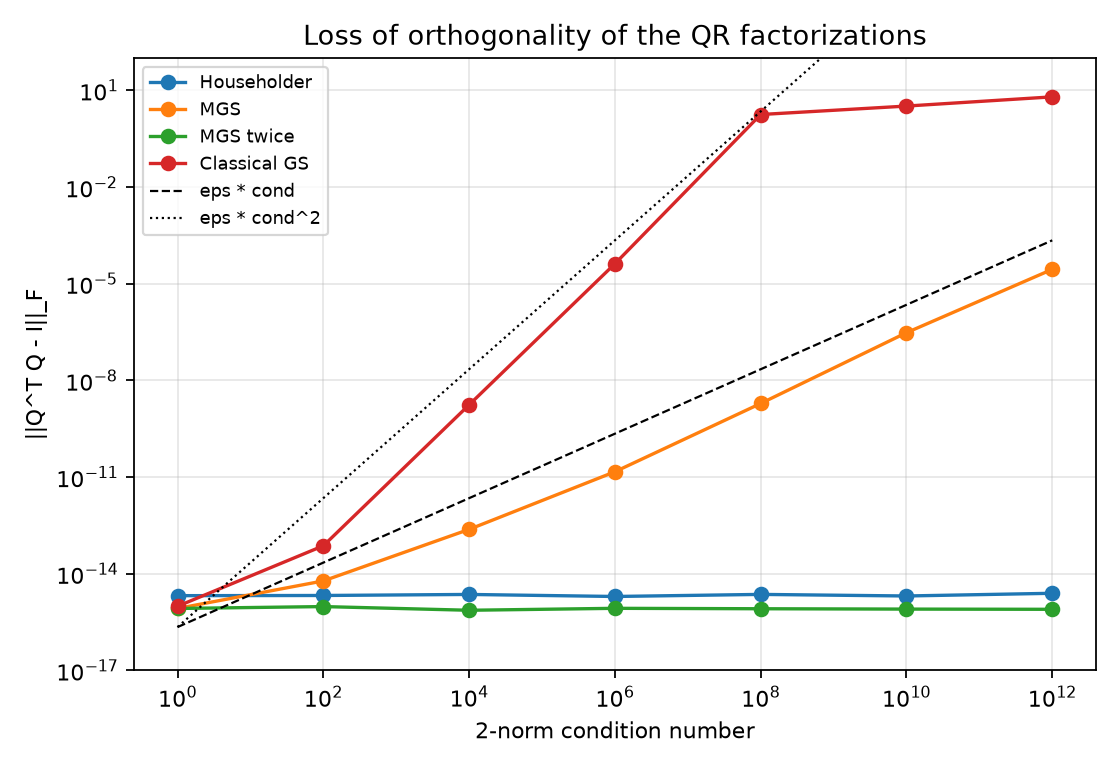 Loss of orthogonality of the QR factorizations
Householder
MGS
MGS twice
Classical GS
eps * cond
eps * cond^2
||Q^T Q - I||_F
10^1
10^-2
10^-5
10^-8
10^-11
10^-14
10^-17
10^0
10^2
10^4
10^6
10^8
10^10
10^12
2-norm condition number